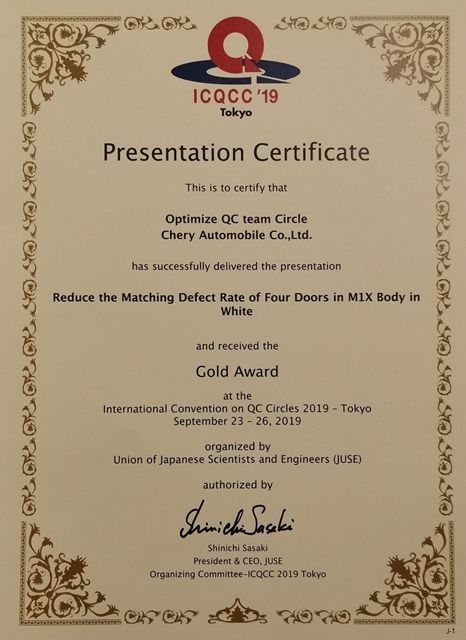 ICQCC '19
Tokyo
Presentation Certificate
This is to certify that
Optimize QC team Circle
Chery Automobile Co.,Ltd.
has successfully delivered the presentation
Reduce the Matching Defect Rate of Four Doors in M1X Body in
White
and received the
Gold Award
at the
International Convention on QC Circles 2019 – Tokyo
September 23 – 26, 2019
organized by
Union of Japanese Scientists and Engineers (JUSE)
authorized by
Shinichi Sasaki
Shinichi Sasaki
President & CEO, JUSE
Organizing Committee–ICQCC 2019 Tokyo
J-1